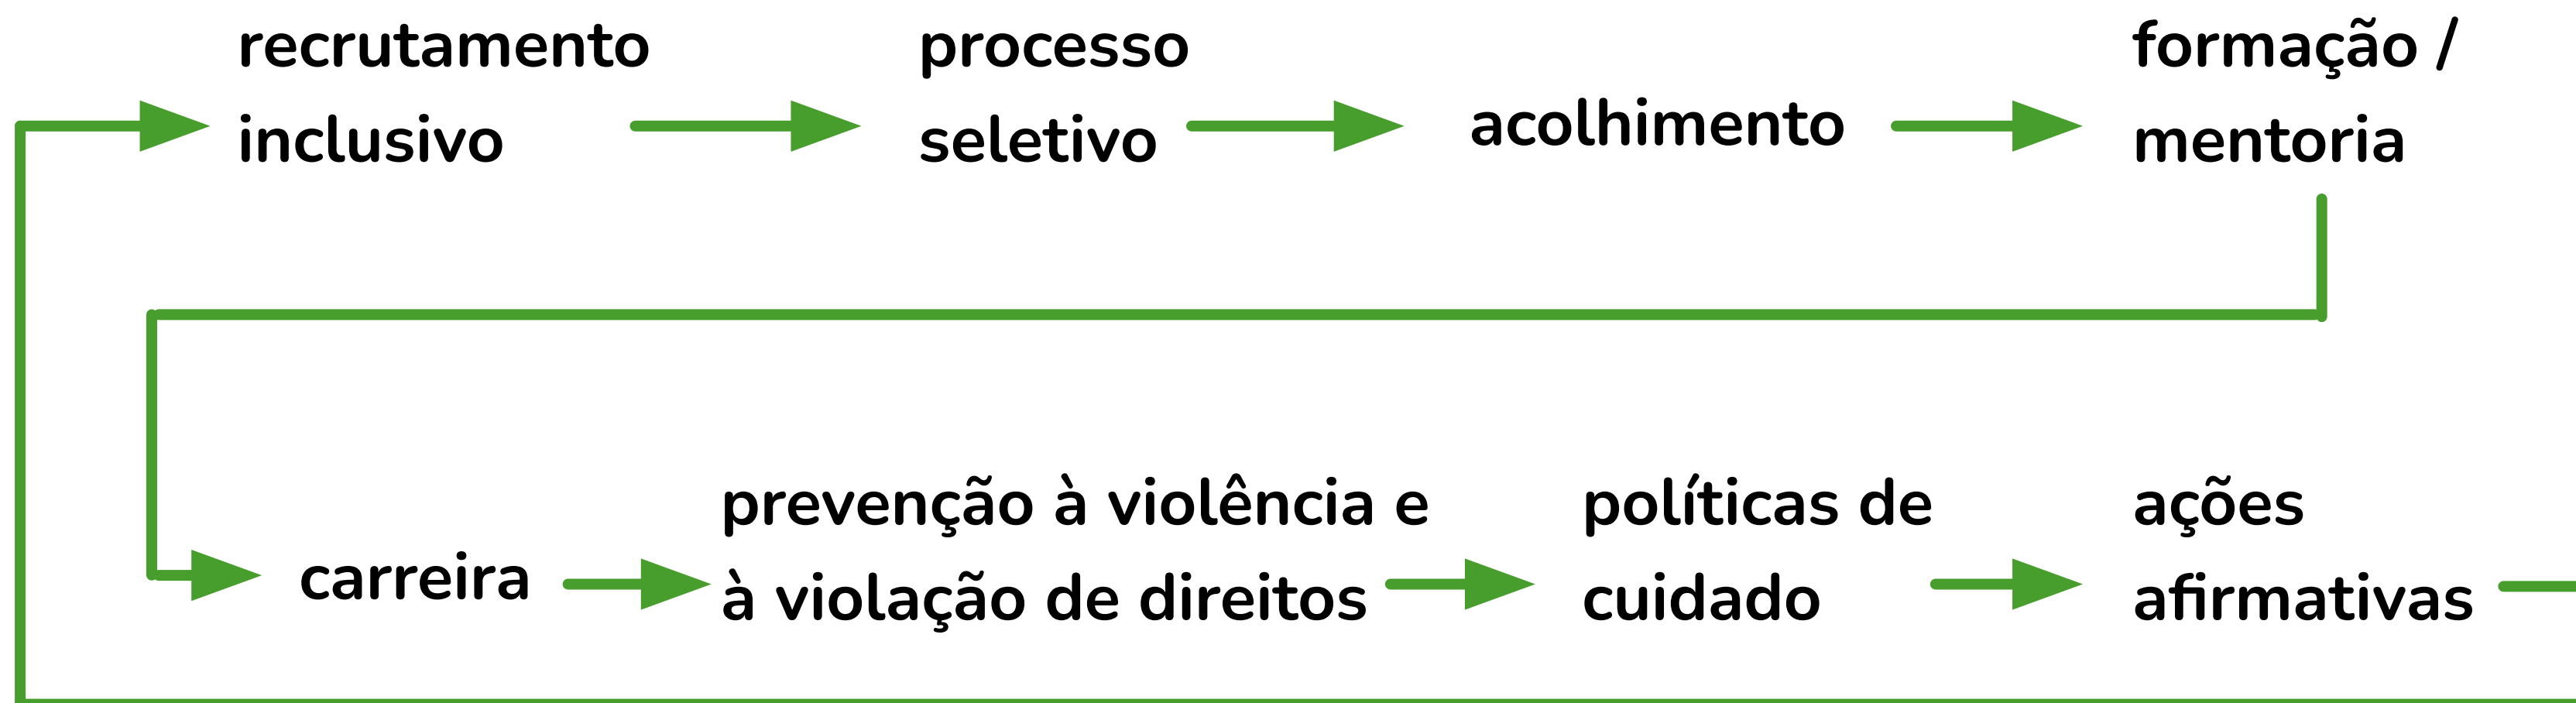 recrutamento
inclusivo
processo
seletivo
acolhimento
formação /
mentoria
carreira
prevenção à violência e
à violação de direitos
políticas de
cuidado
ações
afirmativas